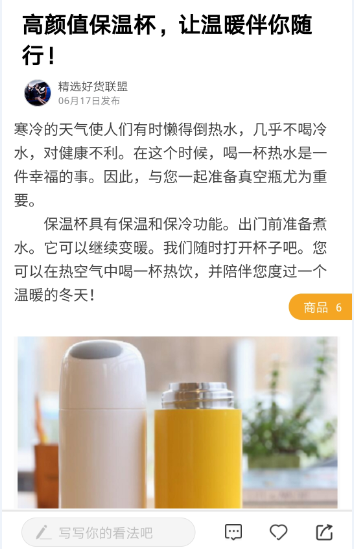 高颜值保温杯，让温暖伴你随
行！
精选好货联盟
06月17日发布
寒冷的天气使人们有时懒得倒热水，几乎不喝冷
水，对健康不利。在这个时候，喝一杯热水是一
件幸福的事。因此，与您一起准备真空瓶尤为重
要。
保温杯具有保温和保冷功能。出门前准备煮
水。它可以继续变暖。我们随时打开杯子吧。您
可以在热空气中喝一杯热饮，并陪伴您度过一个
温暖的冬天！
商品 6
写写你的看法吧